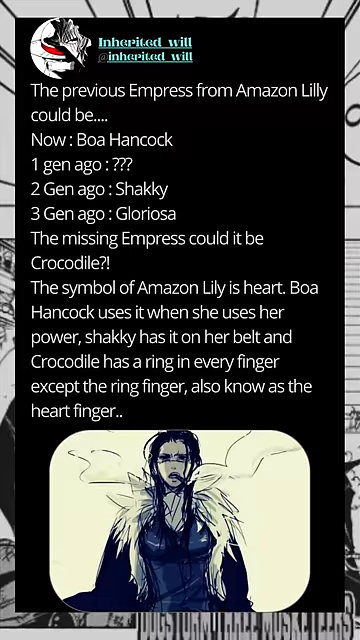 Inherited_will
@inherited_will
The previous Empress from Amazon Lilly
could be....
Now : Boa Hancock
1 gen ago : ???
2 Gen ago : Shakky
3 Gen ago : Gloriosa
The missing Empress could it be
Crocodile?!
The symbol of Amazon Lily is heart. Boa
Hancock uses it when she uses her
power, shakky has it on her belt and
Crocodile has a ring in every finger
except the ring finger, also know as the
heart finger..